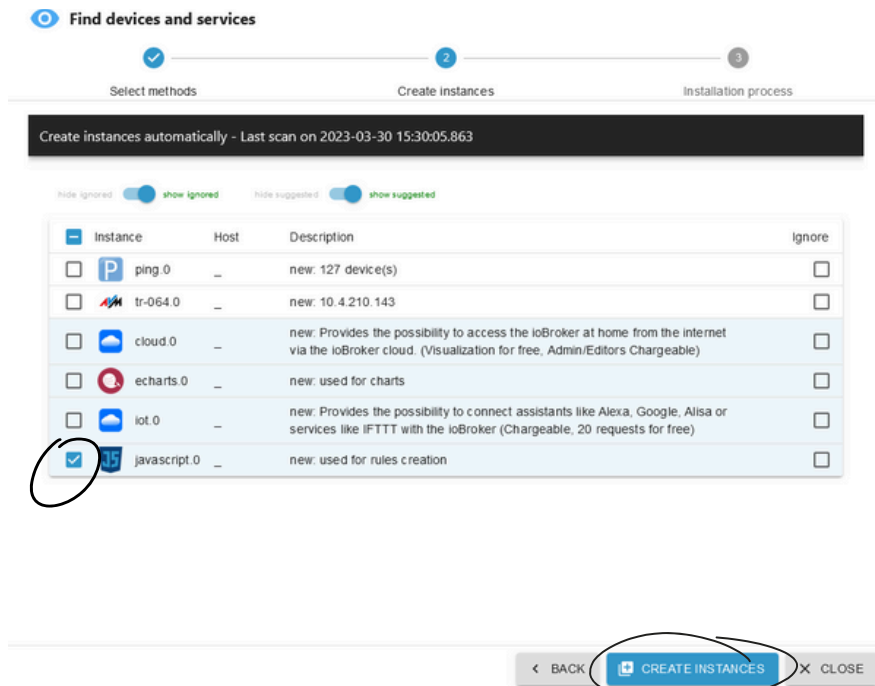 Find devices and services
2
3
Select methods
Create instances
Installation process
Create instances automatically - Last scan on 2023-03-30 15:30:05.863
hide ignored show ignored hide suggested show suggested
Instance Host Description Ignore
P ping.0 _ new: 127 device(s)
AVM tr-064.0 _ new: 10.4.210.143
cloud.0 _ new: Provides the possibility to access the ioBroker at home from the internet
via the ioBroker cloud. (Visualization for free, Admin/Editors Chargeable)
echarts.0 _ new: used for charts
iot.0 _ new: Provides the possibility to connect assistants like Alexa, Google, Alisa or
services like IFTTT with the ioBroker (Chargeable, 20 requests for free)
JS javascript.0 _ new: used for rules creation
BACK CREATE INSTANCES CLOSE